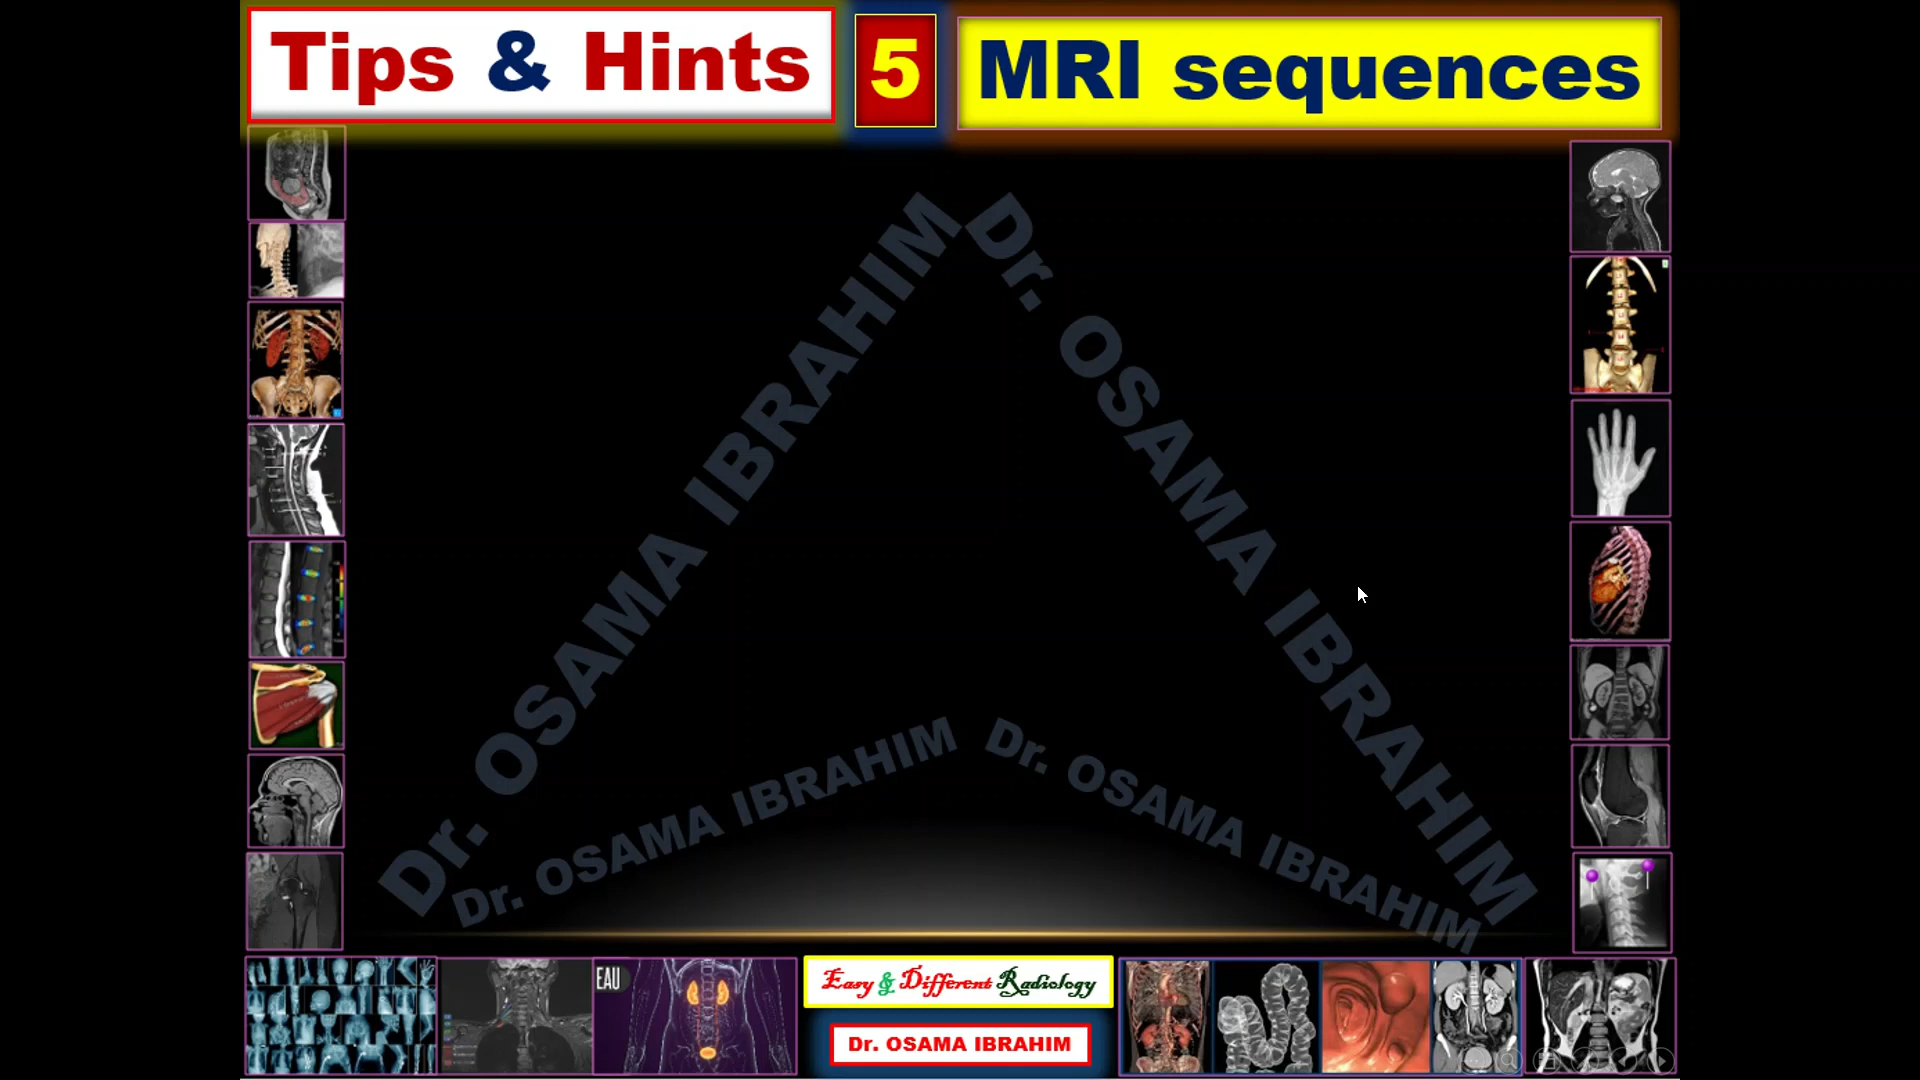 Tips & Hints
5
MRI sequences
Dr. OSAMA IBRAHIM
Dr. OSAMA IBRAHIM
Dr. OSAMA IBRAHIM
Dr. OSAMA IBRAHIM
EAU
Easy & Different Radiology
Dr. OSAMA IBRAHIM